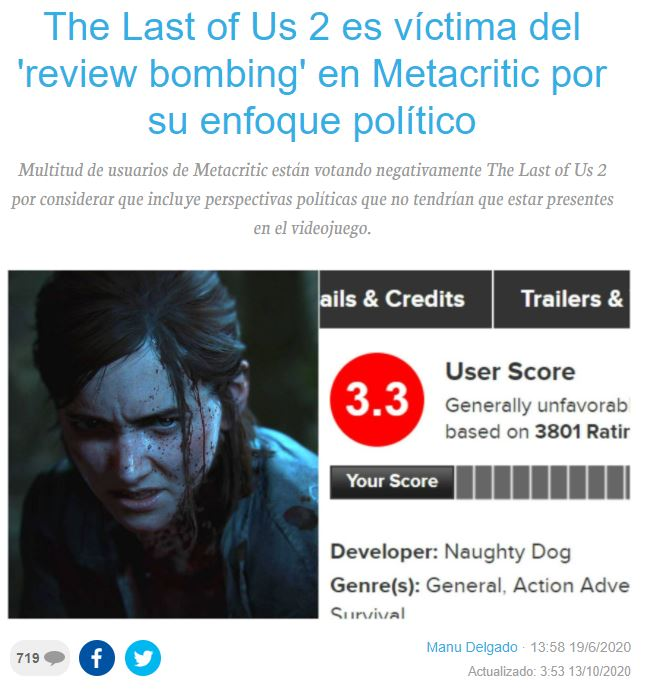 The Last of Us 2 es víctima del
'review bombing' en Metacritic por
su enfoque político
Multitud de usuarios de Metacritic están votando negativamente The Last of Us 2
por considerar que incluye perspectivas políticas que no tendrían que estar presentes
en el videojuego.
ails & Credits
Trailers &
3.3
User Score
Generally unfavorab
based on 3801 Ratir
Your Score
Developer: Naughty Dog
Genre(s): General, Action Adve
Survival
719
Manu Delgado · 13:58 19/6/2020
Actualizado: 3:53 13/10/2020